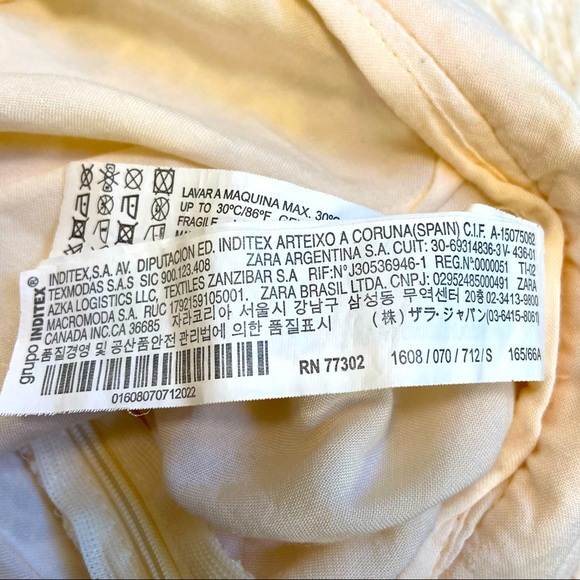 LAVAR A MAQUINA MAX. 30ºC
UP TO 30ºC/86ºF.
FRAGILE
grupo INDITEX®
INDITEX,S.A. AV. DIPUTACION ED. INDITEX ARTEIXO A CORUNA(SPAIN) C.I.F. A-15075062
TEXMODAS S.A.S SIC 900.123.408 ZARA ARGENTINA S.A. CUIT: 30-69314836-3V- 436-01
AZKA LOGISTICS LLC, TEXTILES ZANZIBAR S.A. RIF:NºJ30536946-1 REG.Nº0000051 TI-02
MACROMODA S.A. RUC 1792159105001. ZARA BRASIL LTDA. CNPJ: 02952485000491 ZARA
CANADA INC.CA 36685 자라코리아 서울시 강남구 삼성동 무역센터 20층 02-3413-9800
품질경영 및 공산품안전 관리법에 의한 품질표시 (株) ザラ・ジャパン(03-6415-8061)
01608070712022
RN 77302
1608 / 070 / 712 / S
165/66A